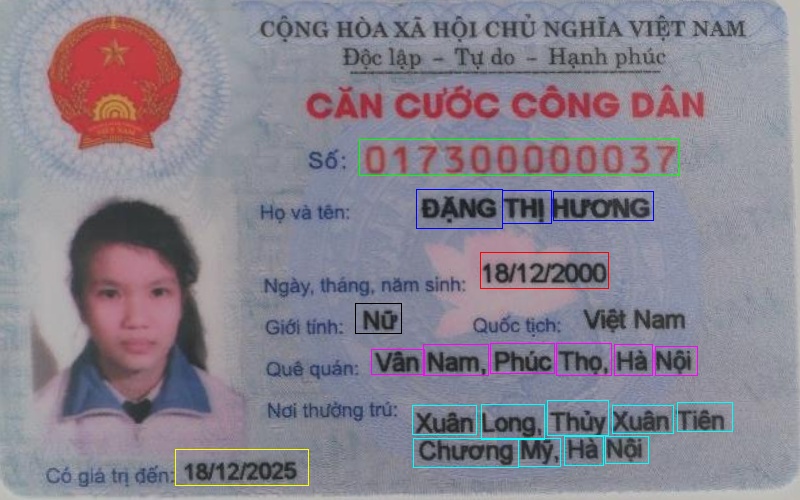 CỘNG HÒA XÃ HỘI CHỦ NGHĨA VIỆT NAM
Độc lập – Tự do – Hạnh phúc
CĂN CƯỚC CÔNG DÂN
Số: 017300000037
Họ và tên: ĐẶNG THỊ HƯƠNG
Ngày, tháng, năm sinh: 18/12/2000
Giới tính: Nữ Quốc tịch: Việt Nam
Quê quán: Vân Nam, Phúc Thọ, Hà Nội
Nơi thường trú: Xuân Long, Thủy Xuân Tiên
Chương Mỹ, Hà Nội
Có giá trị đến: 18/12/2025
VIỆT NAM